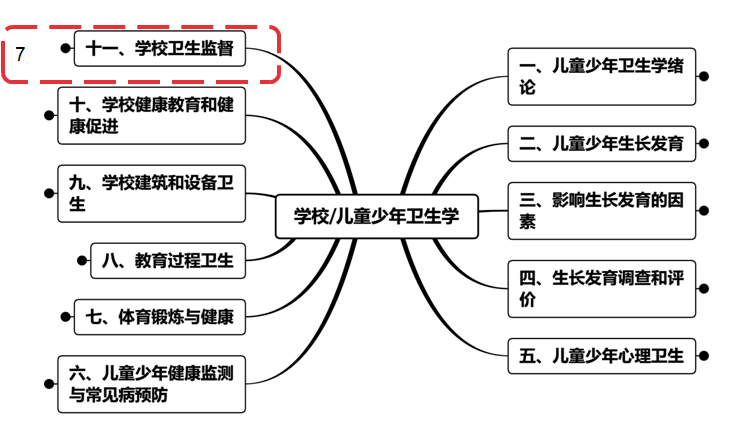 7
十一、学校卫生监督
十、学校健康教育和健
康促进
九、学校建筑和设备卫
生
八、教育过程卫生
七、体育锻炼与健康
六、儿童少年健康监测
与常见病预防
学校/儿童少年卫生学
一、儿童少年卫生学绪
论
二、儿童少年生长发育
三、影响生长发育的因
素
四、生长发育调查和评
价
五、儿童少年心理卫生